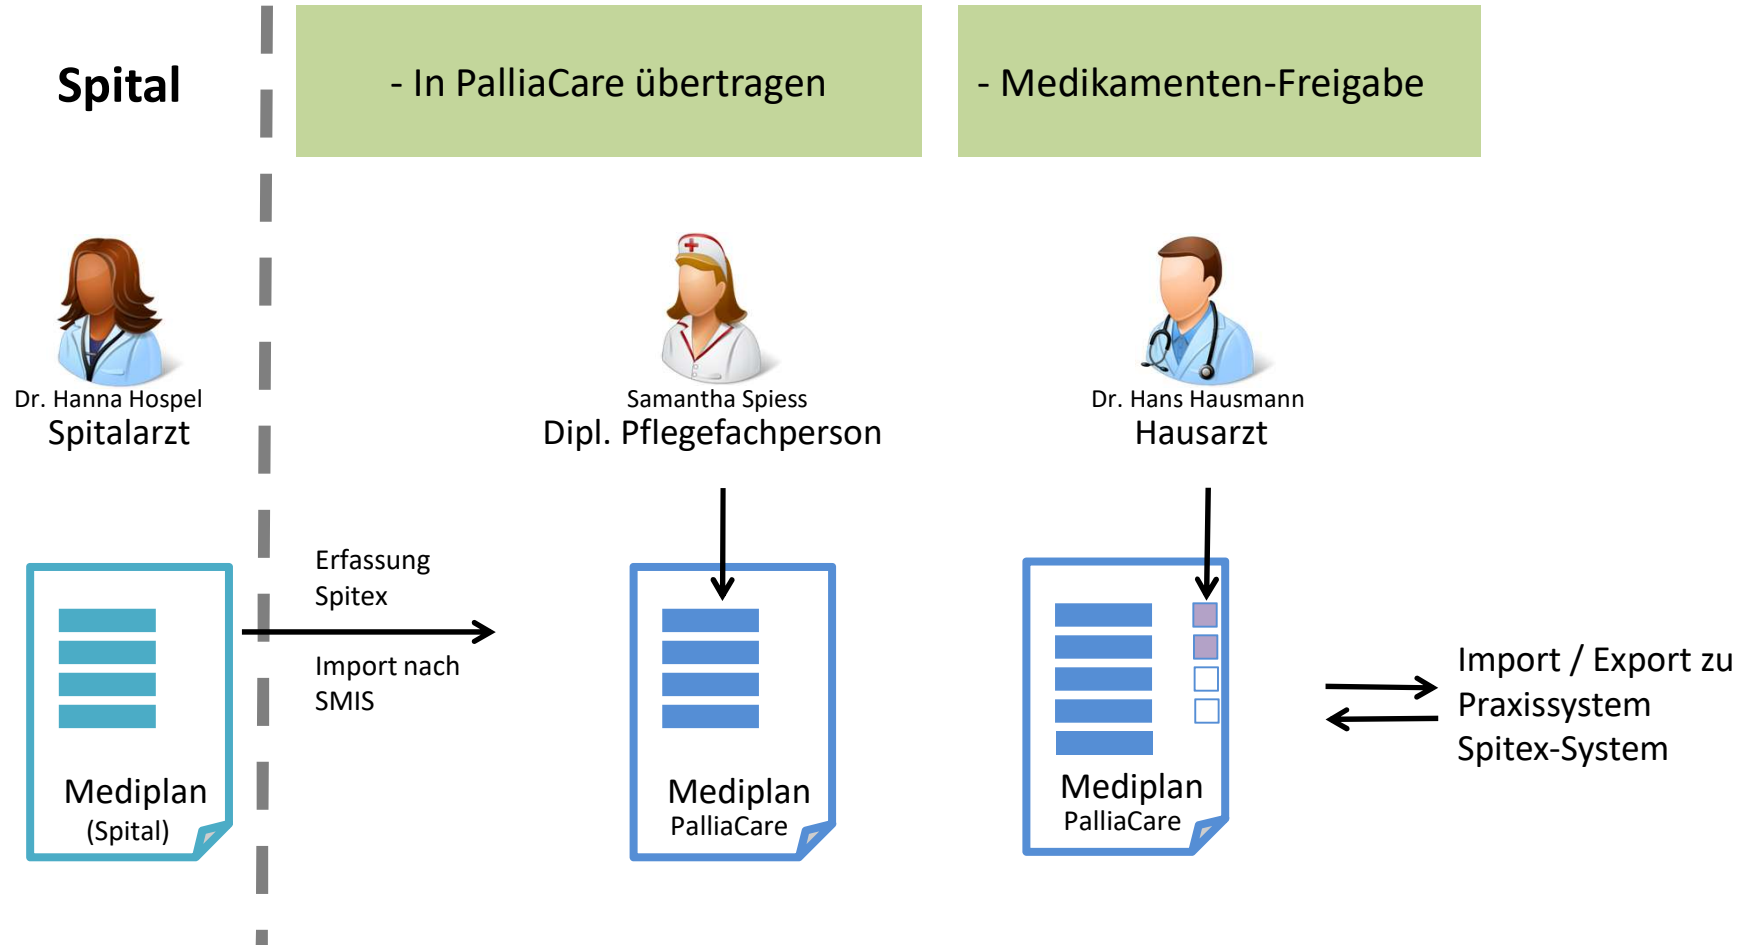 Spital
- In PalliaCare übertragen
- Medikamenten-Freigabe
Dr. Hanna Hospel
Spitalarzt
Samantha Spiess
Dipl. Pflegefachperson
Dr. Hans Hausmann
Hausarzt
Erfassung
Spitex
Import nach
SMIS
Mediplan
(Spital)
Mediplan
PalliaCare
Mediplan
PalliaCare
Import / Export zu
Praxissystem
Spitex-System